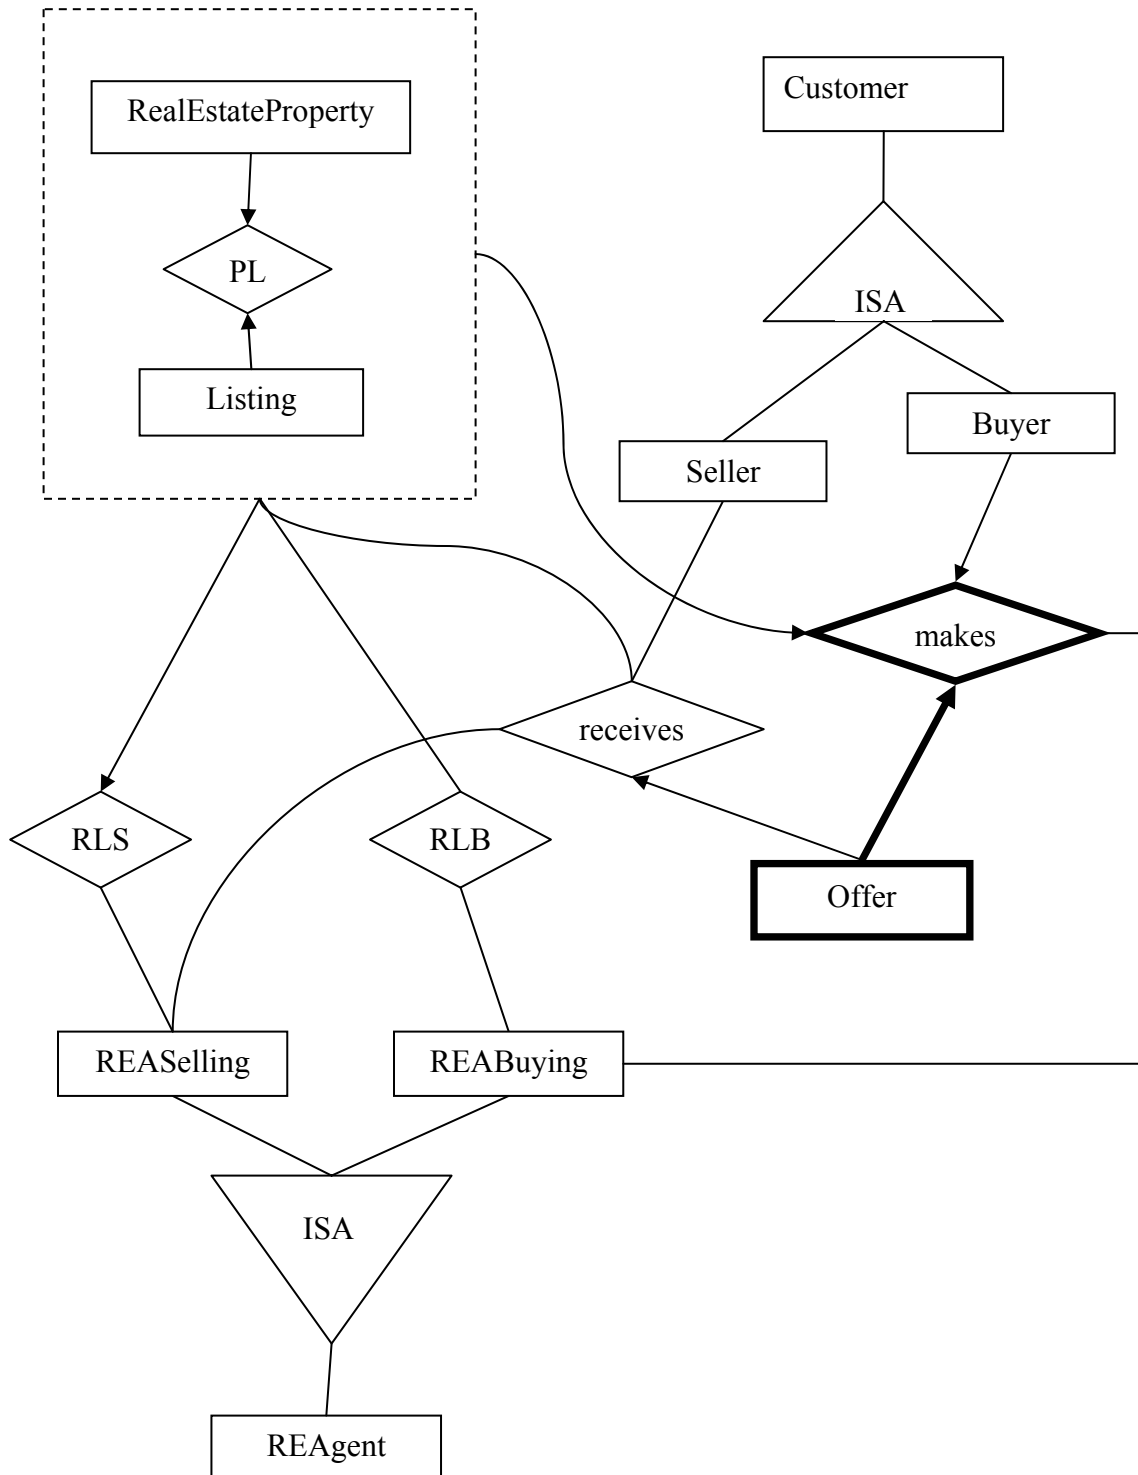 RealEstateProperty
Customer
PL
ISA
Listing
Buyer
Seller
makes
receives
RLS
RLB
Offer
REASelling
REABuying
ISA
REAgent